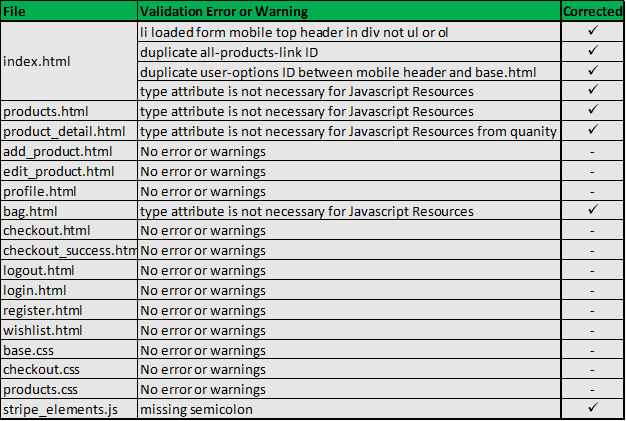 File Validation Error or Warning Corrected
li loaded form mobile top header in div not ul or ol ✓
duplicate all-products-link ID ✓
index.html
duplicate user-options ID between mobile header and base.html ✓
type attribute is not necessary for Javascript Resources ✓
products.html type attribute is not necessary for Javascript Resources ✓
product_detail.html type attribute is not necessary for Javascript Resources from quanity ✓
add_product.html No error or warnings -
edit_product.html No error or warnings -
profile.html No error or warnings -
bag.html type attribute is not necessary for Javascript Resources ✓
checkout.html No error or warnings -
checkout_success.htm No error or warnings -
logout.html No error or warnings -
login.html No error or warnings -
register.html No error or warnings -
wishlist.html No error or warnings -
base.css No error or warnings -
checkout.css No error or warnings -
products.css No error or warnings -
stripe_elements.js missing semicolon ✓